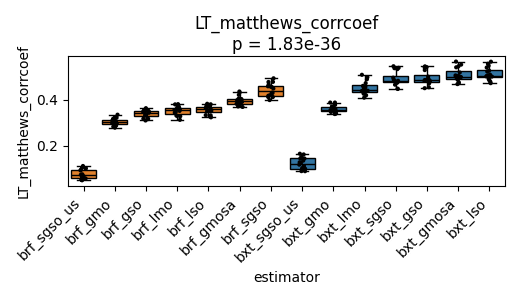 LT_matthews_corrcoef
p = 1.83e-36
LT_matthews_corrcoef
0.4
0.2
brf_sgso_us
brf_gmo
brf_gso
brf_lmo
brf_lso
brf_gmosa
brf_sgso
bxt_sgso_us
bxt_gmo
bxt_lmo
bxt_sgso
bxt_gso
bxt_gmosa
bxt_lso
estimator